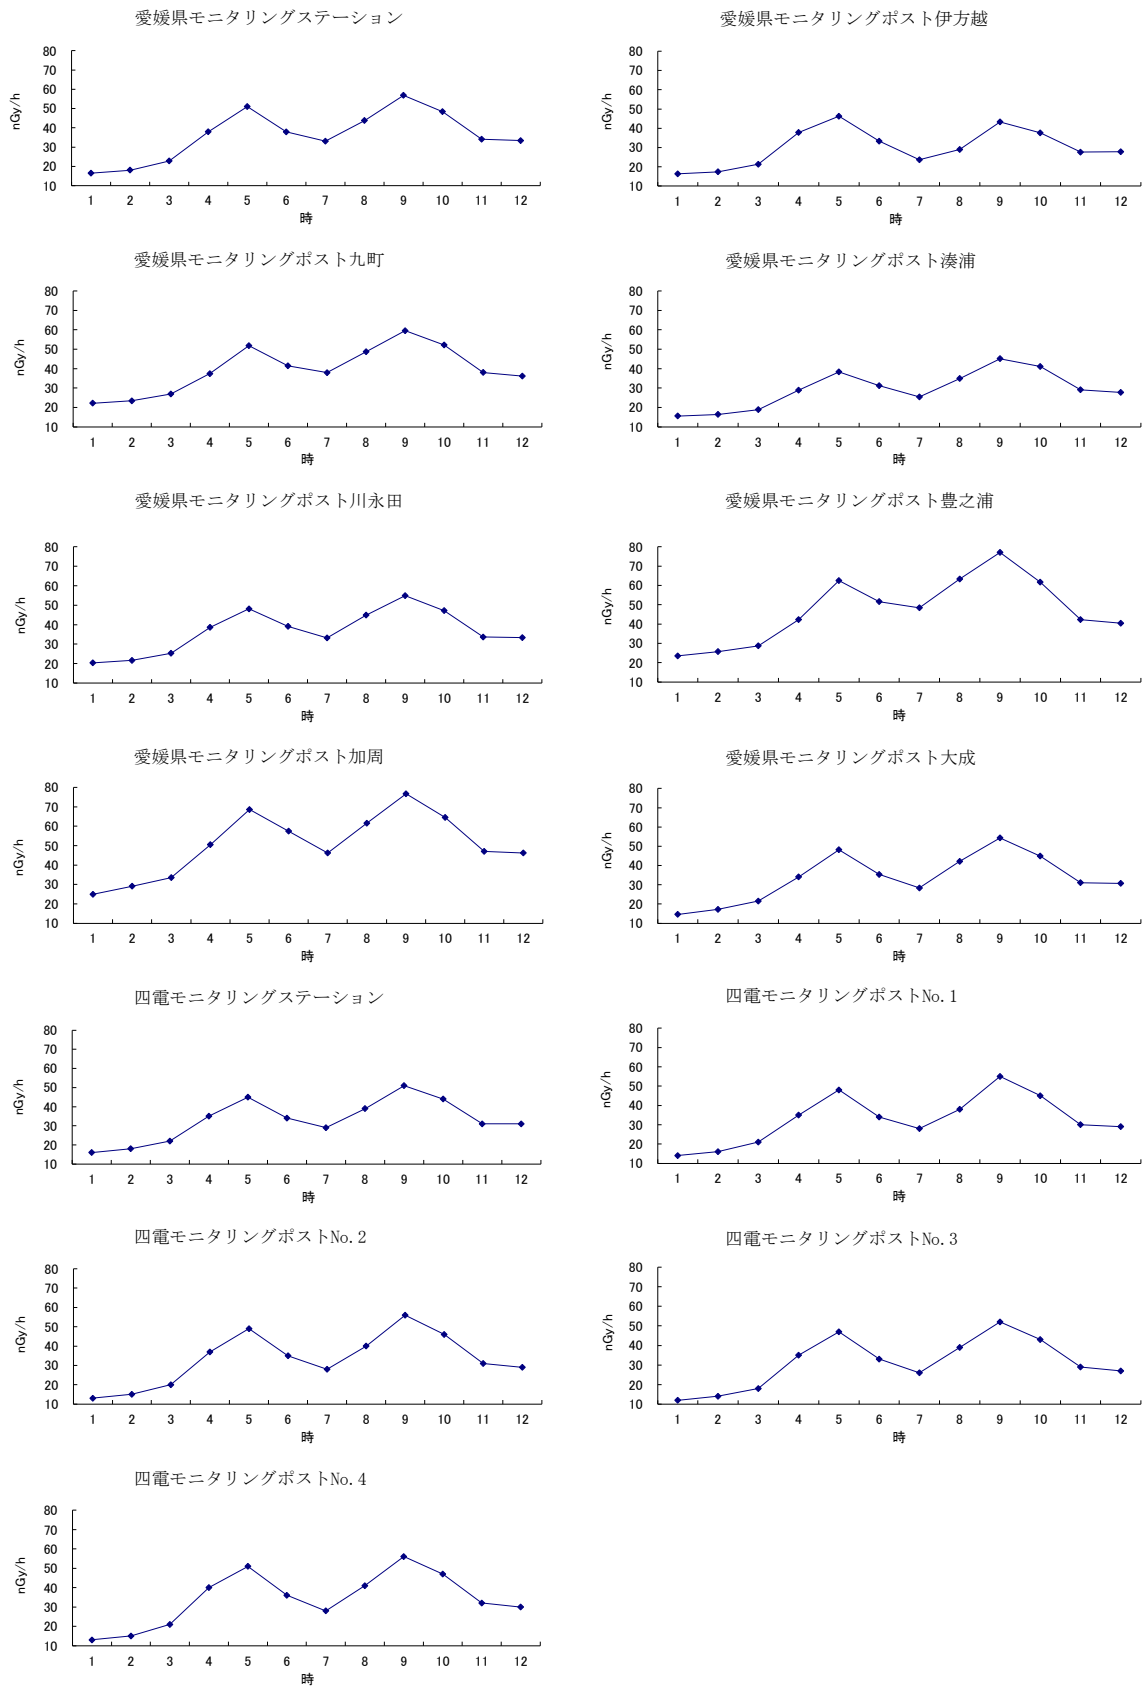 愛媛県モニタリングステーション
80
70
60
50
40
30
20
10
nGy/h
1 2 3 4 5 6 7 8 9 10 11 12
時
愛媛県モニタリングポスト伊方越
80
70
60
50
40
30
20
10
nGy/h
1 2 3 4 5 6 7 8 9 10 11 12
時
愛媛県モニタリングポスト九町
80
70
60
50
40
30
20
10
nGy/h
1 2 3 4 5 6 7 8 9 10 11 12
時
愛媛県モニタリングポスト湊浦
80
70
60
50
40
30
20
10
nGy/h
1 2 3 4 5 6 7 8 9 10 11 12
時
愛媛県モニタリングポスト川永田
80
70
60
50
40
30
20
10
nGy/h
1 2 3 4 5 6 7 8 9 10 11 12
時
愛媛県モニタリングポスト豊之浦
80
70
60
50
40
30
20
10
nGy/h
1 2 3 4 5 6 7 8 9 10 11 12
時
愛媛県モニタリングポスト加周
80
70
60
50
40
30
20
10
nGy/h
1 2 3 4 5 6 7 8 9 10 11 12
時
愛媛県モニタリングポスト大成
80
70
60
50
40
30
20
10
nGy/h
1 2 3 4 5 6 7 8 9 10 11 12
時
四電モニタリングステーション
80
70
60
50
40
30
20
10
nGy/h
1 2 3 4 5 6 7 8 9 10 11 12
時
四電モニタリングポストNo.1
80
70
60
50
40
30
20
10
nGy/h
1 2 3 4 5 6 7 8 9 10 11 12
時
四電モニタリングポストNo.2
80
70
60
50
40
30
20
10
nGy/h
1 2 3 4 5 6 7 8 9 10 11 12
時
四電モニタリングポストNo.3
80
70
60
50
40
30
20
10
nGy/h
1 2 3 4 5 6 7 8 9 10 11 12
時
四電モニタリングポストNo.4
80
70
60
50
40
30
20
10
nGy/h
1 2 3 4 5 6 7 8 9 10 11 12
時